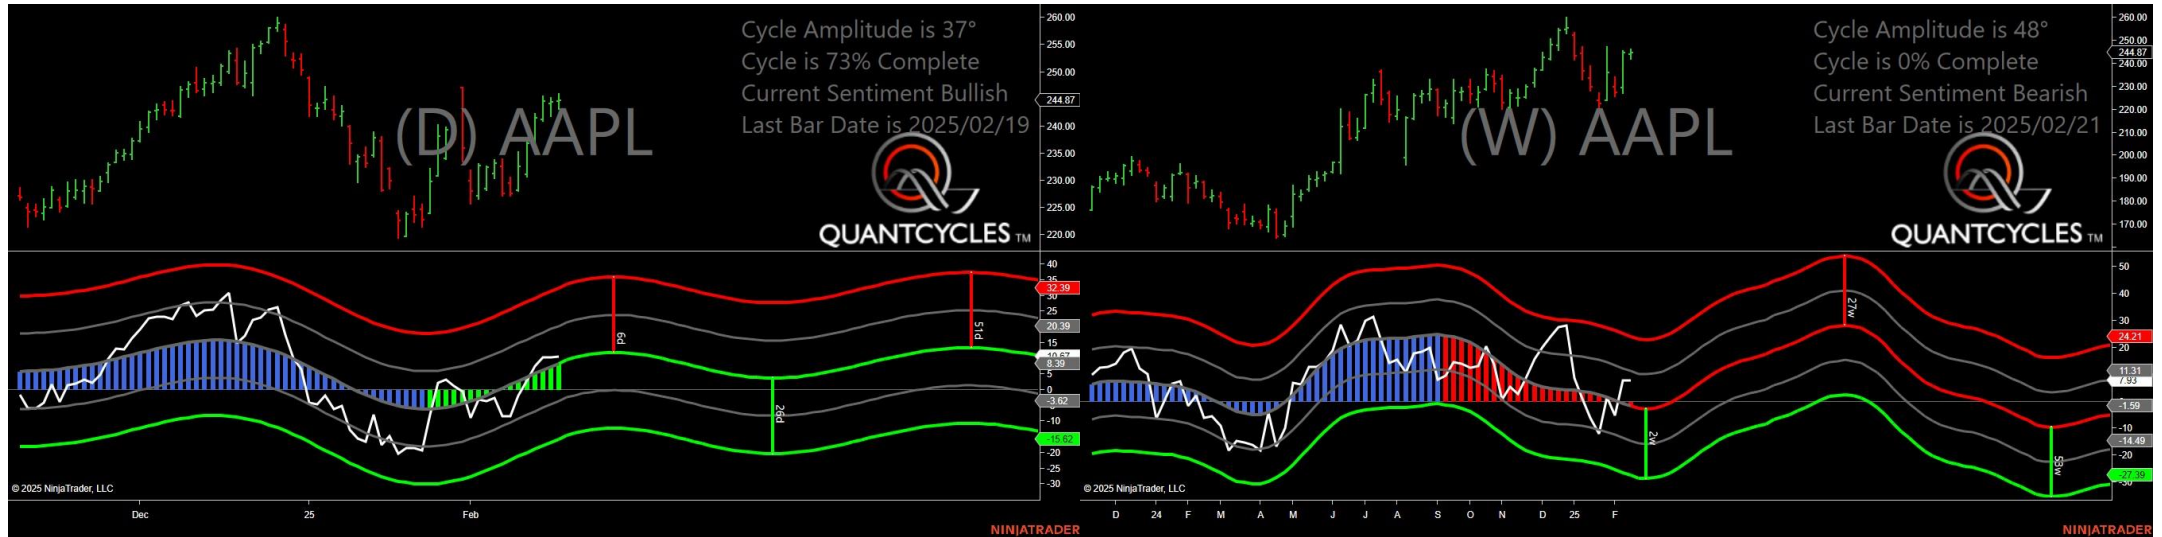 Cycle Amplitude is 37°
Cycle is 73% Complete
Current Sentiment Bullish
Last Bar Date is 2025/02/19
(D) AAPL
QUANTCYCLES TM
260.00
255.00
250.00
244.87
240.00
235.00
230.00
225.00
220.00
40
35
32.39
30
25
20.39
15
10.67
8.39
5
0
-3.62
-10
-15.62
-20
-25
-30
6d
26d
51d
© 2025 NinjaTrader, LLC
Dec
25
Feb
NINJATRADER
Cycle Amplitude is 48°
Cycle is 0% Complete
Current Sentiment Bearish
Last Bar Date is 2025/02/21
(W) AAPL
QUANTCYCLES TM
260.00
250.00
244.87
240.00
230.00
220.00
210.00
200.00
190.00
180.00
170.00
50
40
30
24.21
20
11.31
7.93
-1.59
-10
-14.49
-20
-27.39
2w
27w
53w
© 2025 NinjaTrader, LLC
D 24 F M A M J J A S O N D 25 F
NINJATRADER